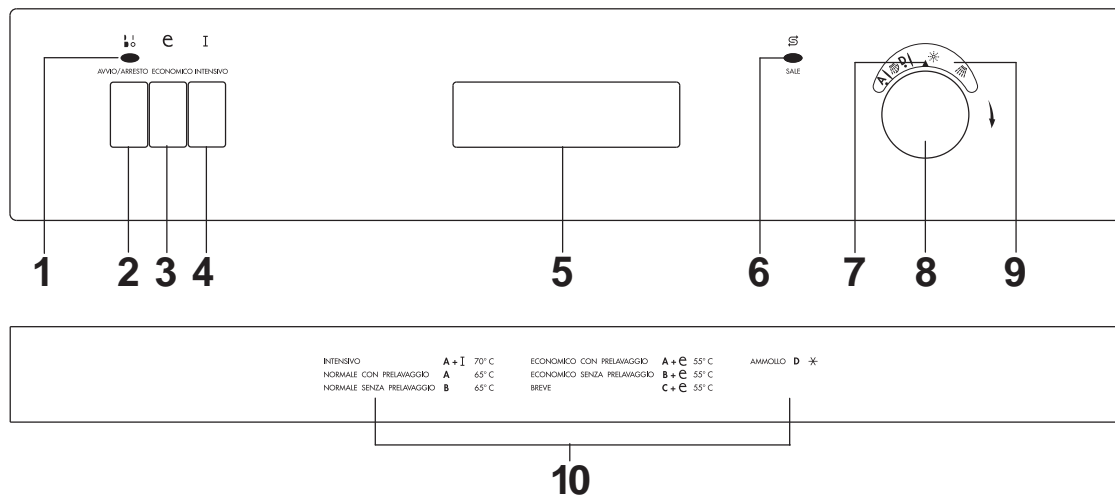 e I
AVVIO/ARRESTO ECONOMICO INTENSIVO
S
SALE
A D
1 2 3 4 5 6 7 8 9
INTENSIVO A + I 70° C
NORMALE CON PRELAVAGGIO A 65° C
NORMALE SENZA PRELAVAGGIO B 65° C
ECONOMICO CON PRELAVAGGIO A + e 55° C
ECONOMICO SENZA PRELAVAGGIO B + e 55° C
BREVE C + e 55° C
AMMOLLO D
10